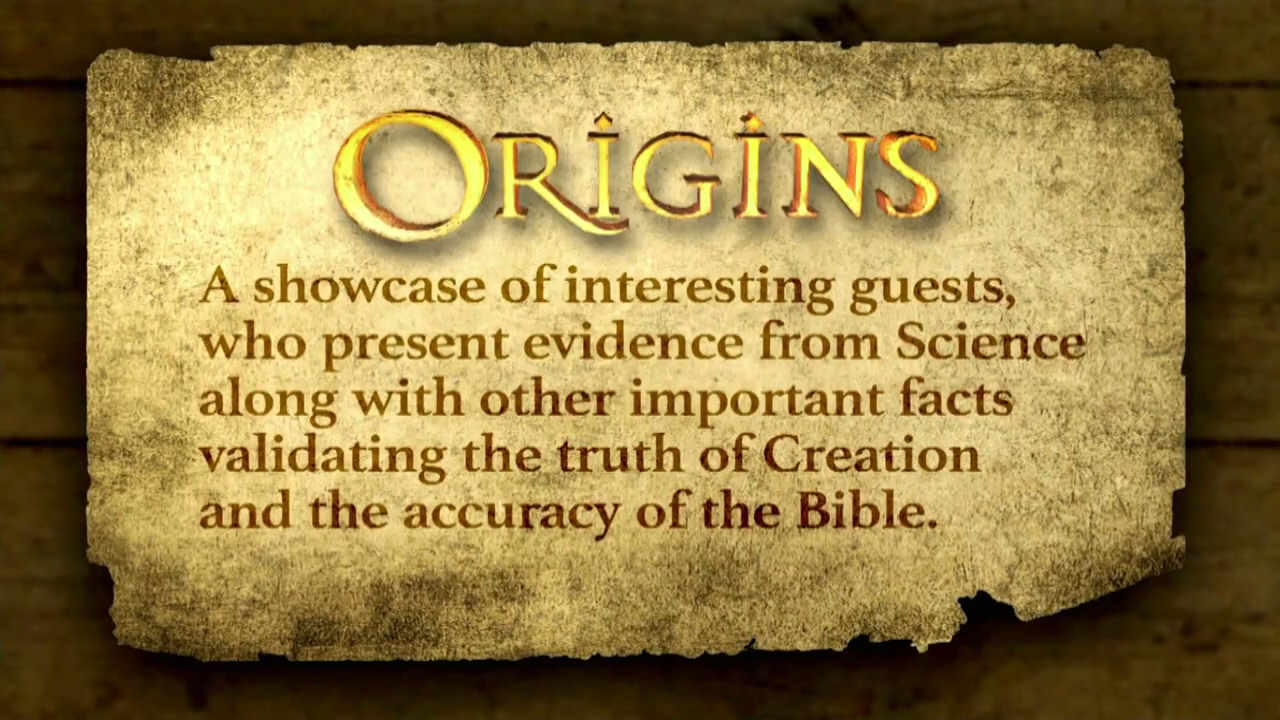 ORiGiNS
A showcase of interesting guests,
who present evidence from Science
along with other important facts
validating the truth of Creation
and the accuracy of the Bible.